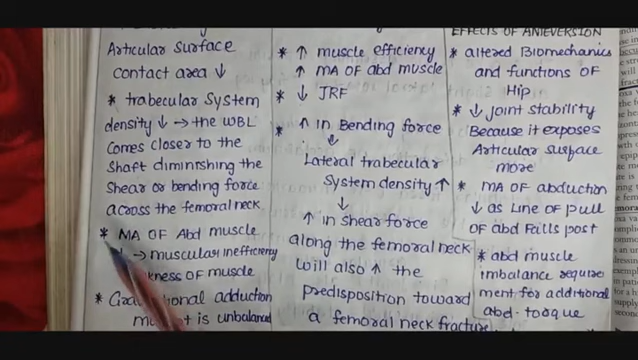 Articular Surface
contact area ↓
* trabecular System
density ↓ → the WBL
Comes closer to the
Shaft diminishing the
Shear or bending force
across the femoral neck
* MA OF Abd muscle
→ muscular inefficiency
OF muscle
* adduction
is unbalanced
* ↑ muscle efficiency
↑ MA OF abd muscle
* ↓ JRF
* ↑ in Bending force
↓
Lateral trabecular
System density ↑
↓
↑ in shear force
along the femoral neck
will also ↑ the
predisposition toward
a femoral neck fracture
EFFECTS OF ANTEVERSION
* altered Biomechanics
and functions OF
Hip
* ↓ Joint stability
Because it exposes
Articular surface
more
* MA OF abduction
↓ as Line of pull
OF abd Falls post
* abd muscle
imbalance require
ment for additional
abd. torque